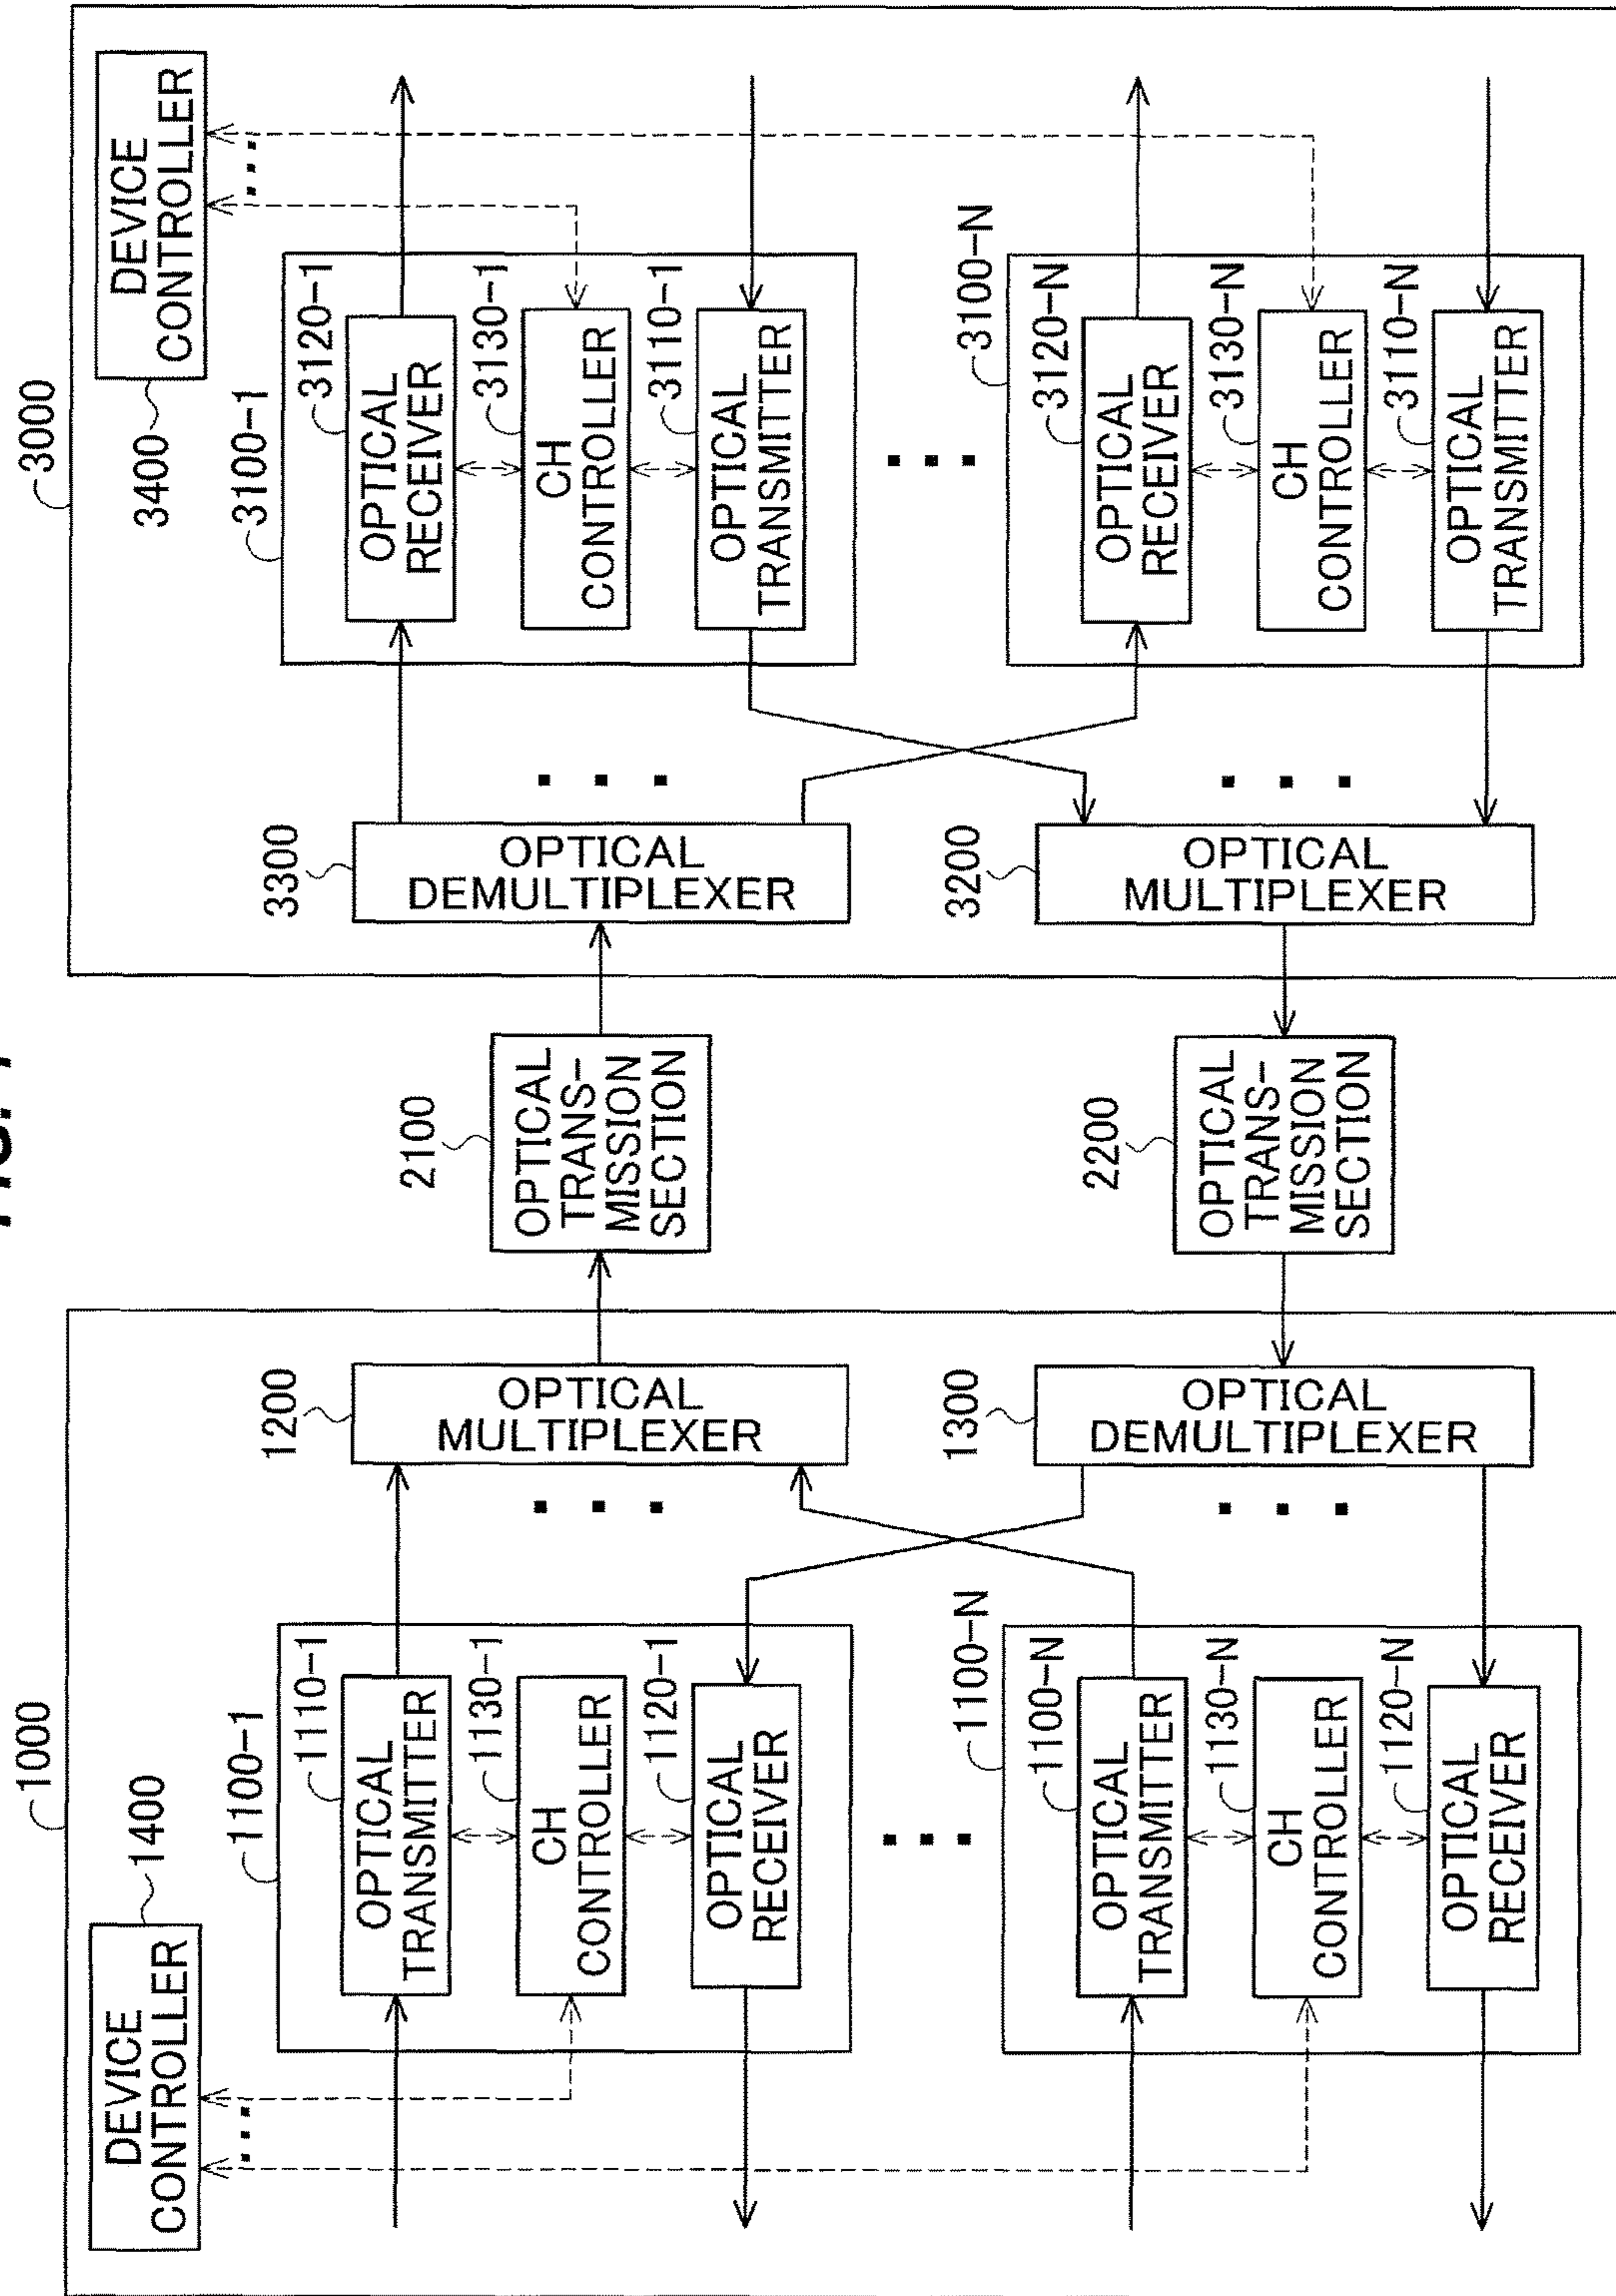 1000
DEVICE
CONTROLLER
1400
1100-1
OPTICAL
TRANSMITTER
1110-1
CH
CONTROLLER
1130-1
OPTICAL
RECEIVER
1120-1
1100-N
OPTICAL
TRANSMITTER
1100-N
CH
CONTROLLER
1130-N
OPTICAL
RECEIVER
1120-N
1200
OPTICAL
MULTIPLEXER
1300
OPTICAL
DEMULTIPLEXER
2100
OPTICAL
TRANS-
MISSION
SECTION
2200
OPTICAL
TRANS-
MISSION
SECTION
3000
3300
OPTICAL
DEMULTIPLEXER
3200
OPTICAL
MULTIPLEXER
3400
DEVICE
CONTROLLER
3100-1
OPTICAL
RECEIVER
3120-1
CH
CONTROLLER
3130-1
OPTICAL
TRANSMITTER
3110-1
3100-N
OPTICAL
RECEIVER
3120-N
CH
CONTROLLER
3130-N
OPTICAL
TRANSMITTER
3110-N